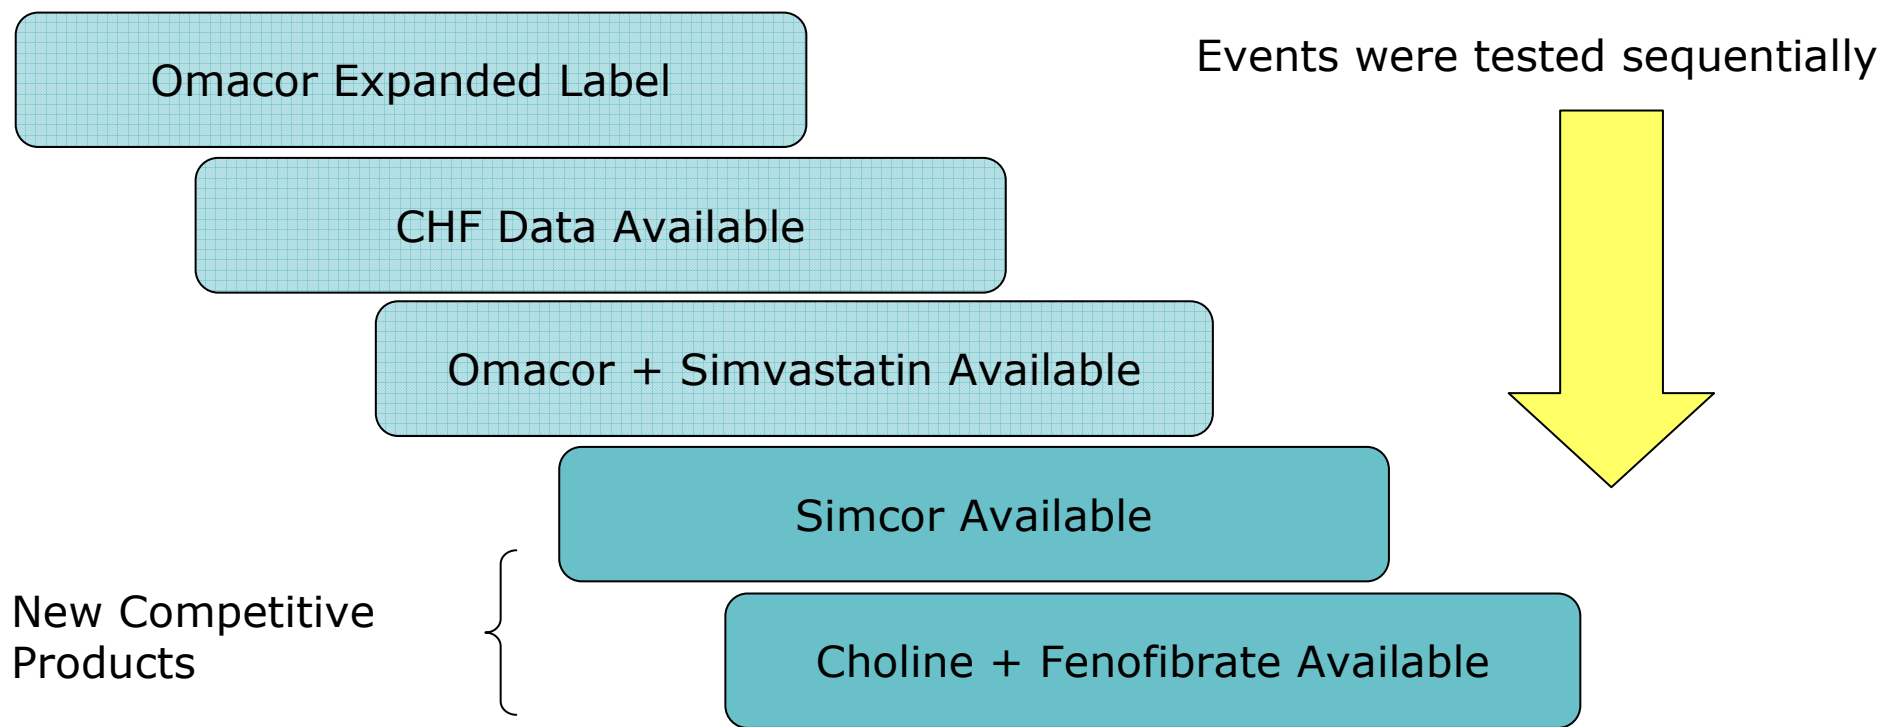 Omacor Expanded Label
Events were tested sequentially
CHF Data Available
Omacor + Simvastatin Available
Simcor Available
New Competitive
Products
Choline + Fenofibrate Available